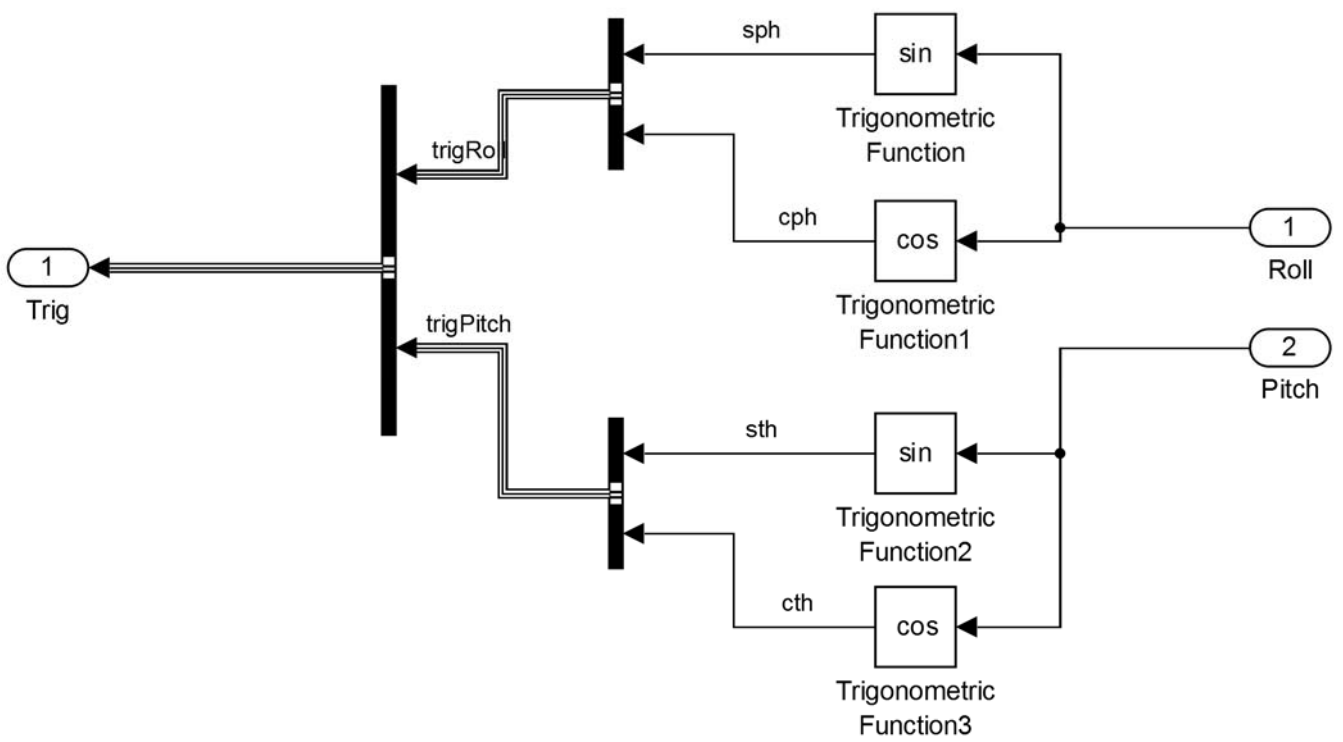 sph
sin
Trigonometric
Function
trigRoll
cph
cos
Trigonometric
Function1
1
Roll
1
Trig
trigPitch
2
Pitch
sth
sin
Trigonometric
Function2
cth
cos
Trigonometric
Function3